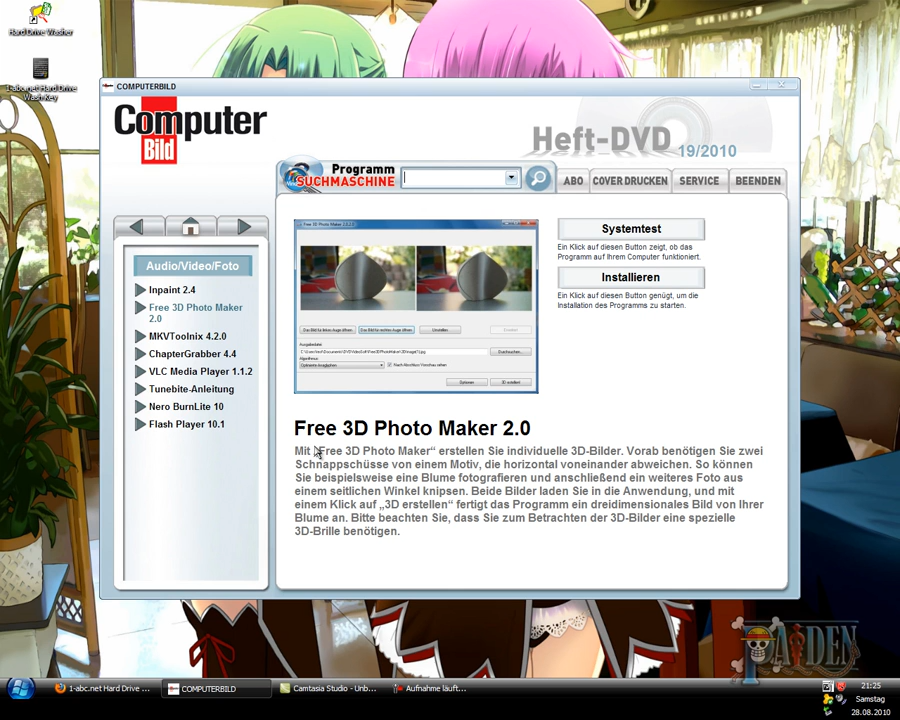 Hard Drive Washer
1-abc.net Hard Drive
Wash Key
COMPUTERBILD
Computer
Bild
Heft-DVD
19/2010
Programm
SUCHMASCHINE
ABO
COVER DRUCKEN
SERVICE
BEENDEN
Audio/Video/Foto
Inpaint 2.4
Free 3D Photo Maker
2.0
MKVToolnix 4.2.0
ChapterGrabber 4.4
VLC Media Player 1.1.2
Tunebite-Anleitung
Nero BurnLite 10
Flash Player 10.1
Systemtest
Ein Klick auf diesen Button zeigt, ob das
Programm auf Ihrem Computer funktioniert.
Installieren
Ein Klick auf diesen Button genügt, um die
Installation des Programms zu starten.
Free 3D Photo Maker 2.0
Mit „Free 3D Photo Maker“ erstellen Sie individuelle 3D-Bilder. Vorab benötigen Sie zwei
Schnappschüsse von einem Motiv, die horizontal voneinander abweichen. So können
Sie beispielsweise eine Blume fotografieren und anschließend ein weiteres Foto aus
einem seitlichen Winkel knipsen. Beide Bilder laden Sie in die Anwendung, und mit
einem Klick auf „3D erstellen“ fertigt das Programm ein dreidimensionales Bild von Ihrer
Blume an. Bitte beachten Sie, dass Sie zum Betrachten der 3D-Bilder eine spezielle
3D-Brille benötigen.
RAIDEN
1-abc.net Hard Drive ...
COMPUTERBILD
Camtasia Studio - Unb...
Aufnahme läuft...
21:25
Samstag
28.08.2010